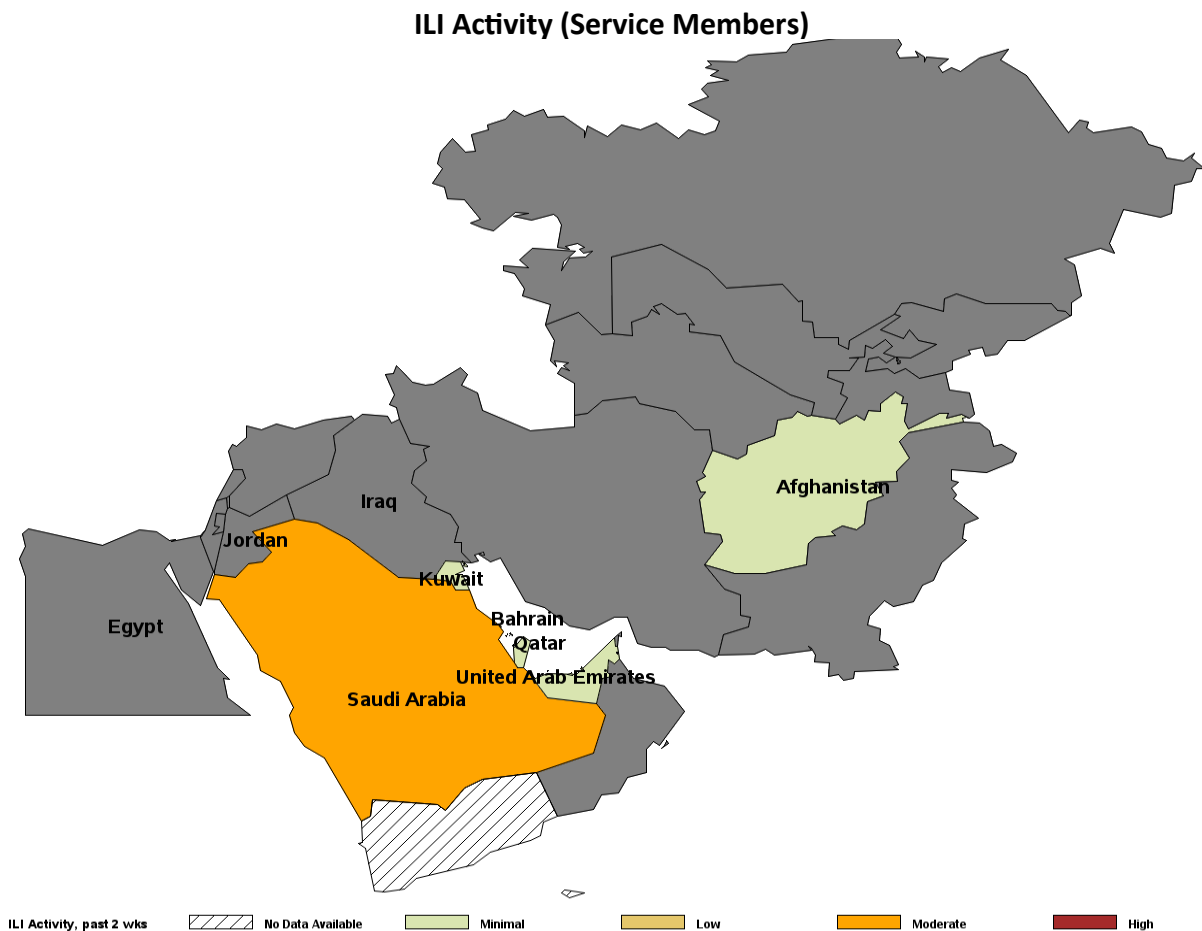 ILI Activity (Service Members)
Afghanistan
Iraq
Jordan
Kuwait
Bahrain
Egypt
Qatar
United Arab Emirates
Saudi Arabia
ILI Activity, past 2 wks No Data Available Minimal Low Moderate High